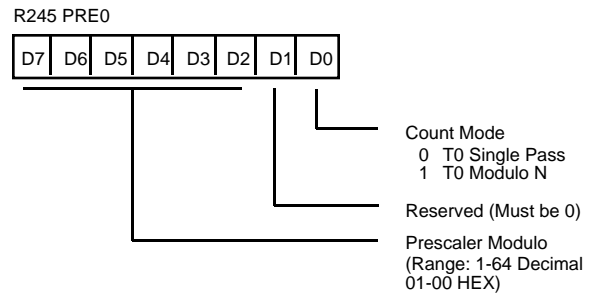 R245 PRE0
D7 D6 D5 D4 D3 D2 D1 D0
Count Mode
0 T0 Single Pass
1 T0 Modulo N
Reserved (Must be 0)
Prescaler Modulo
(Range: 1-64 Decimal
01-00 HEX)